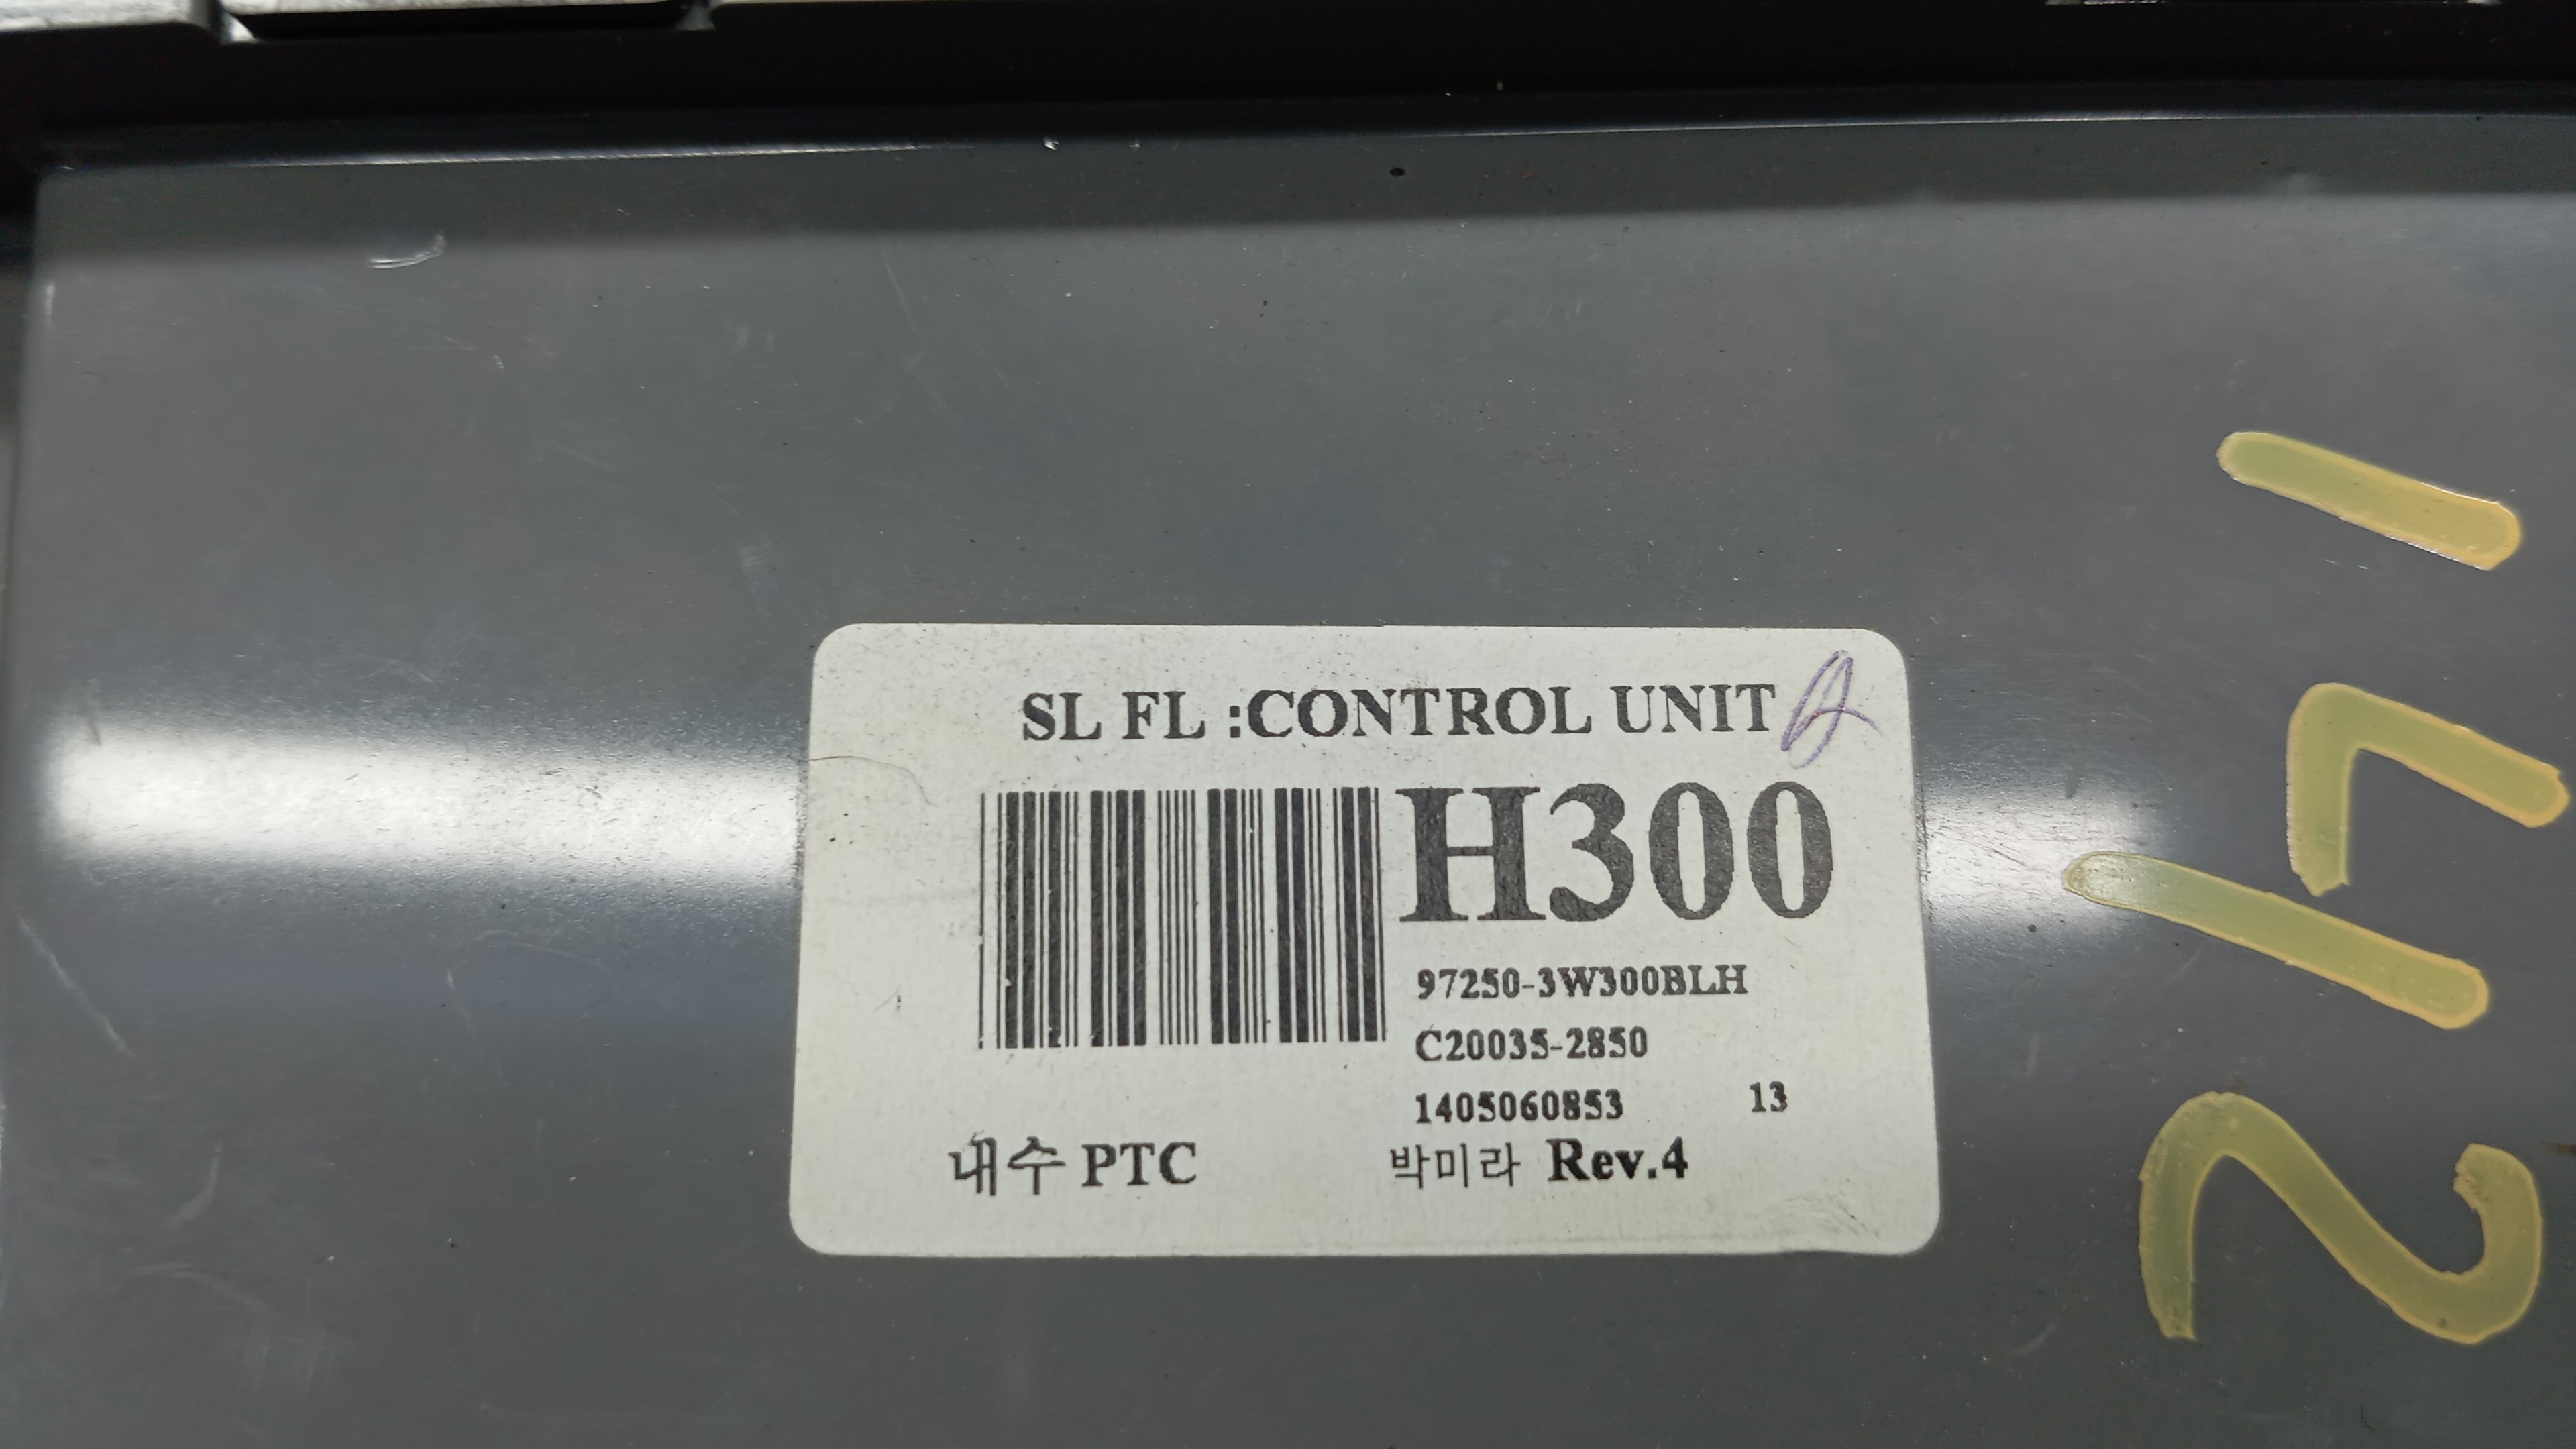 SL FL :CONTROL UNIT
H300
97250-3W300BLH
C20035-2850
1405060853 13
내수 PTC 박미라 Rev.4
241